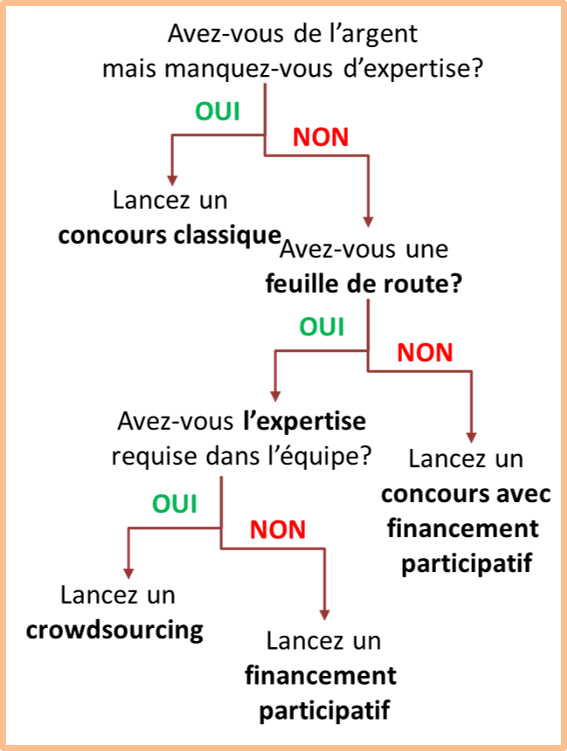 Avez-vous de l’argent
mais manquez-vous d’expertise?
OUI
NON
Lancez un
concours classique
Avez-vous une
feuille de route?
OUI
NON
Avez-vous l’expertise
requise dans l’équipe?
Lancez un
concours avec
financement
participatif
OUI
NON
Lancez un
crowdsourcing
Lancez un
financement
participatif